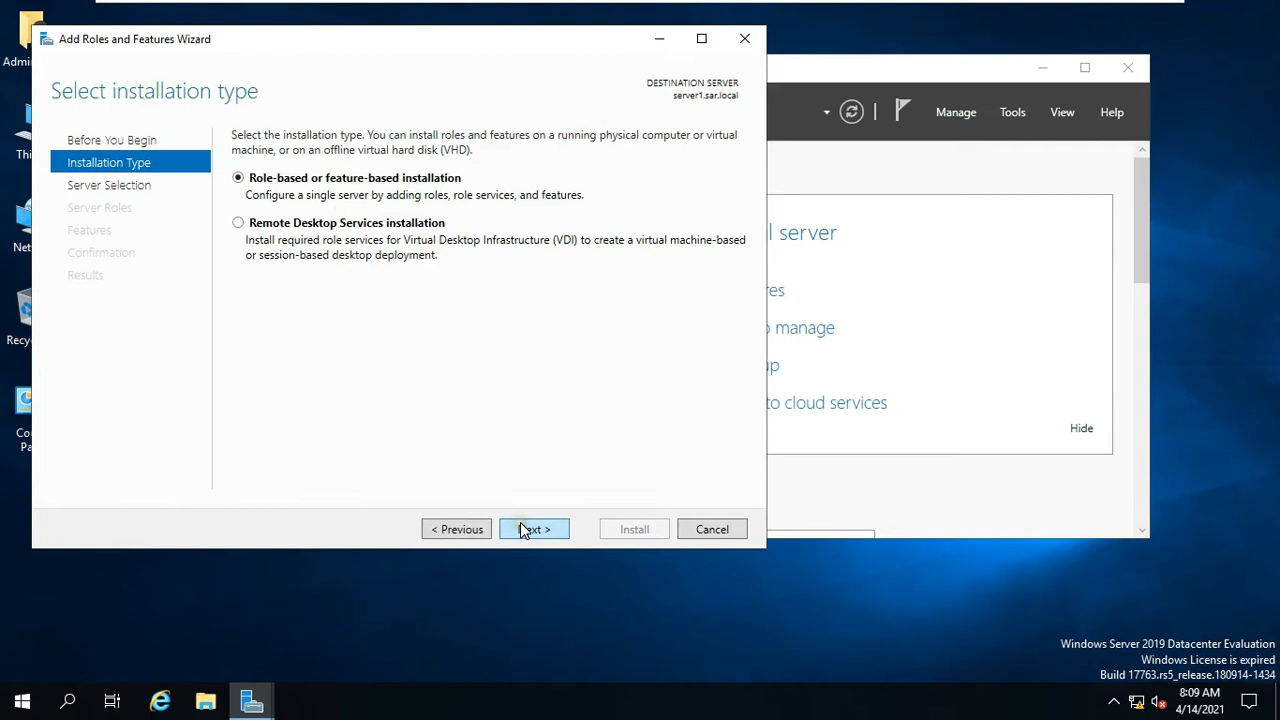 Add Roles and Features Wizard
Select installation type
DESTINATION SERVER
server1.sar.local
Before You Begin
Installation Type
Server Selection
Server Roles
Features
Confirmation
Results
Select the installation type. You can install roles and features on a running physical computer or virtual
machine, or on an offline virtual hard disk (VHD).
Role-based or feature-based installation
Configure a single server by adding roles, role services, and features.
Remote Desktop Services installation
Install required role services for Virtual Desktop Infrastructure (VDI) to create a virtual machine-based
or session-based desktop deployment.
< Previous
Install
Cancel
Manage
Tools
View
Help
l server
res
manage
up
to cloud services
Hide
Windows Server 2019 Datacenter Evaluation
Windows License is expired
Build 17763.rs5_release.180914-1434
8:09 AM
4/14/2021